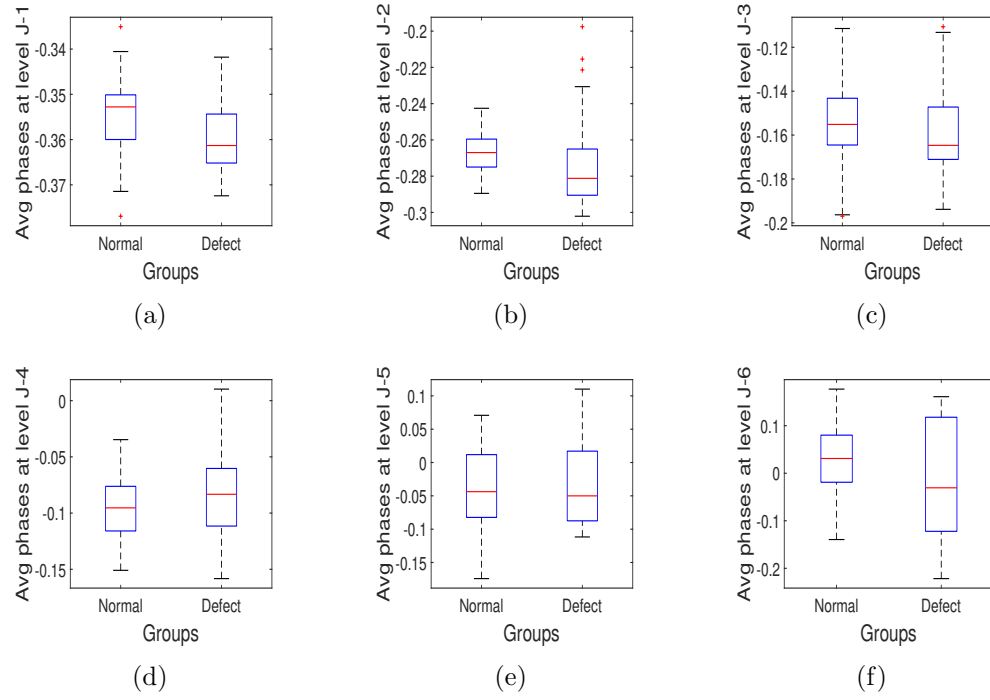 Avg phases at level J-1
-0.34
-0.35
-0.36
-0.37
Normal Defect
Groups
(a)
Avg phases at level J-2
-0.2
-0.22
-0.24
-0.26
-0.28
-0.3
Normal Defect
Groups
(b)
Avg phases at level J-3
-0.12
-0.14
-0.16
-0.18
-0.2
Normal Defect
Groups
(c)
Avg phases at level J-4
0
-0.05
-0.1
-0.15
Normal Defect
Groups
(d)
Avg phases at level J-5
0.1
0.05
0
-0.05
-0.1
-0.15
Normal Defect
Groups
(e)
Avg phases at level J-6
0.1
0
-0.1
-0.2
Normal Defect
Groups
(f)